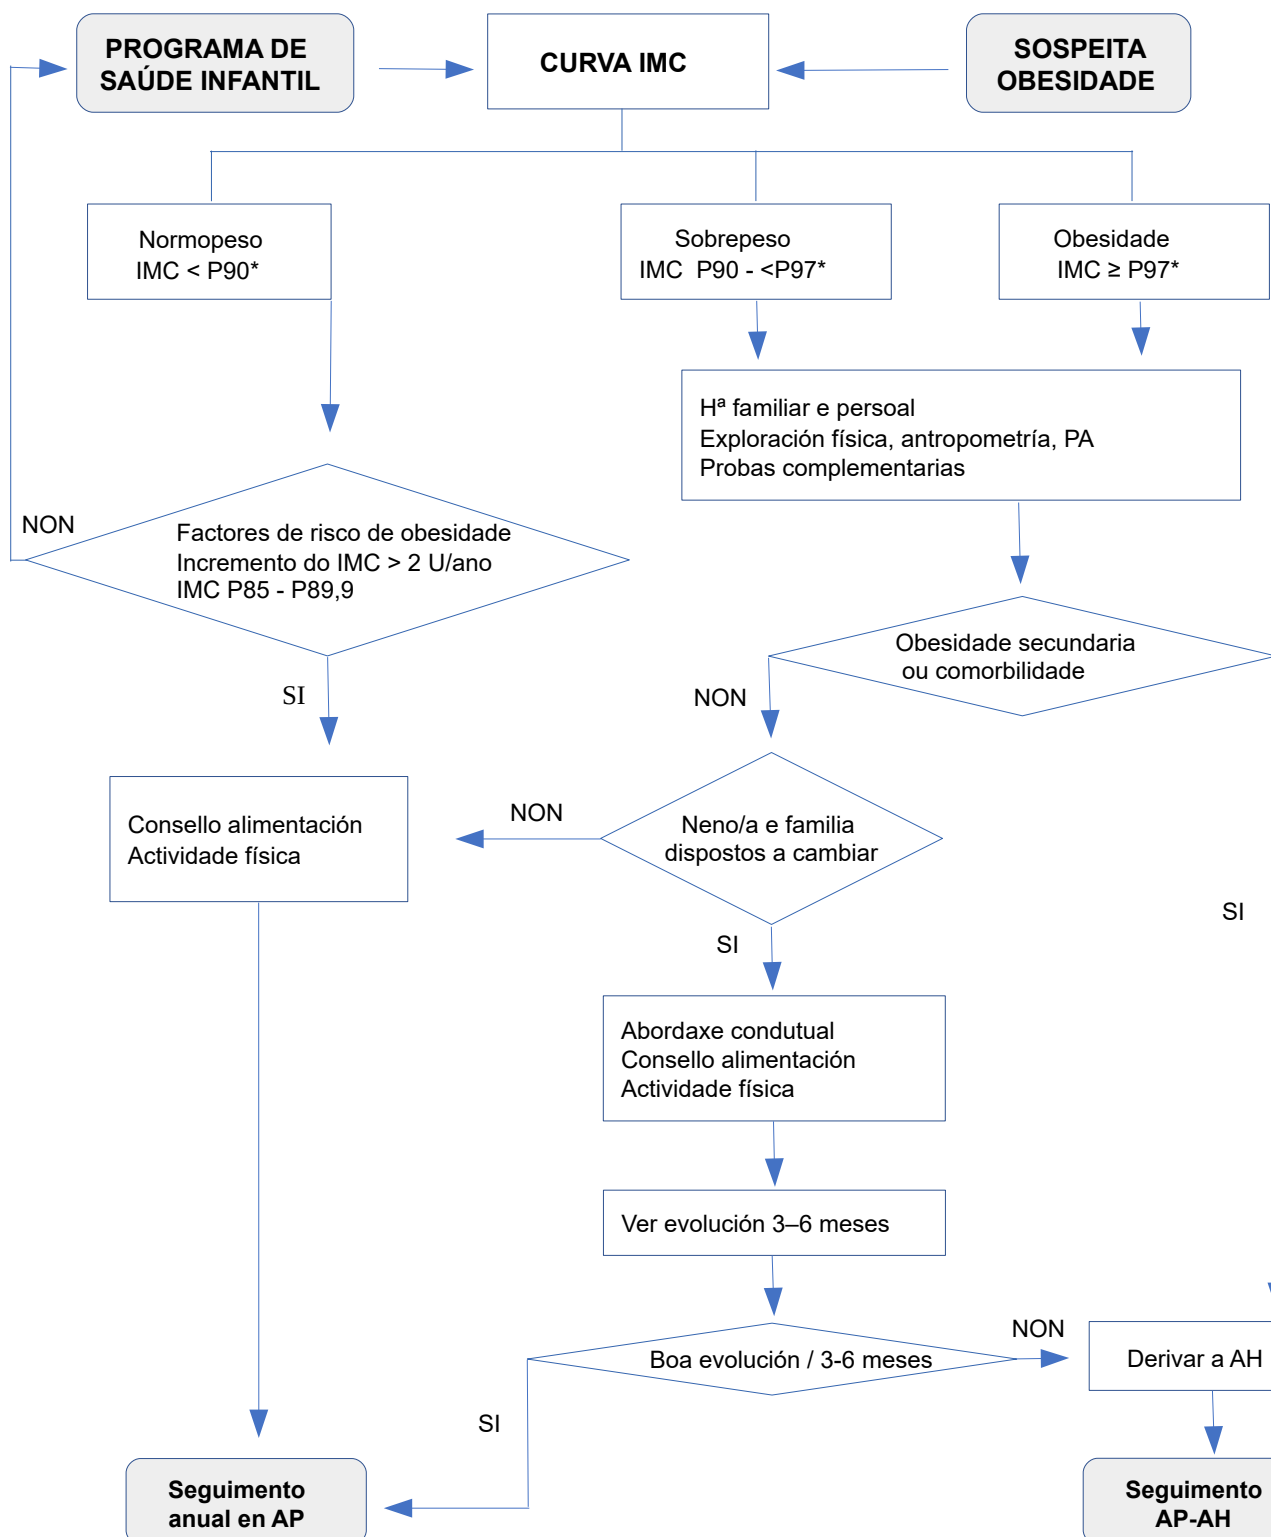 PROGRAMA DE
SAÚDE INFANTIL
CURVA IMC
SOSPEITA
OBESIDADE
Normopeso
IMC < P90*
Sobrepeso
IMC P90 - <P97*
Obesidade
IMC ≥ P97*
Hª familiar e persoal
Exploración física, antropometría, PA
Probas complementarias
NON
Factores de risco de obesidade
Incremento do IMC > 2 U/ano
IMC P85 - P89,9
Obesidade secundaria
ou comorbilidade
SI
NON
Consello alimentación
Actividade física
NON
Neno/a e familia
dispostos a cambiar
SI
SI
Abordaxe condutual
Consello alimentación
Actividade física
Ver evolución 3–6 meses
Boa evolución / 3-6 meses
NON
Derivar a AH
SI
Seguimento
anual en AP
Seguimento
AP-AH